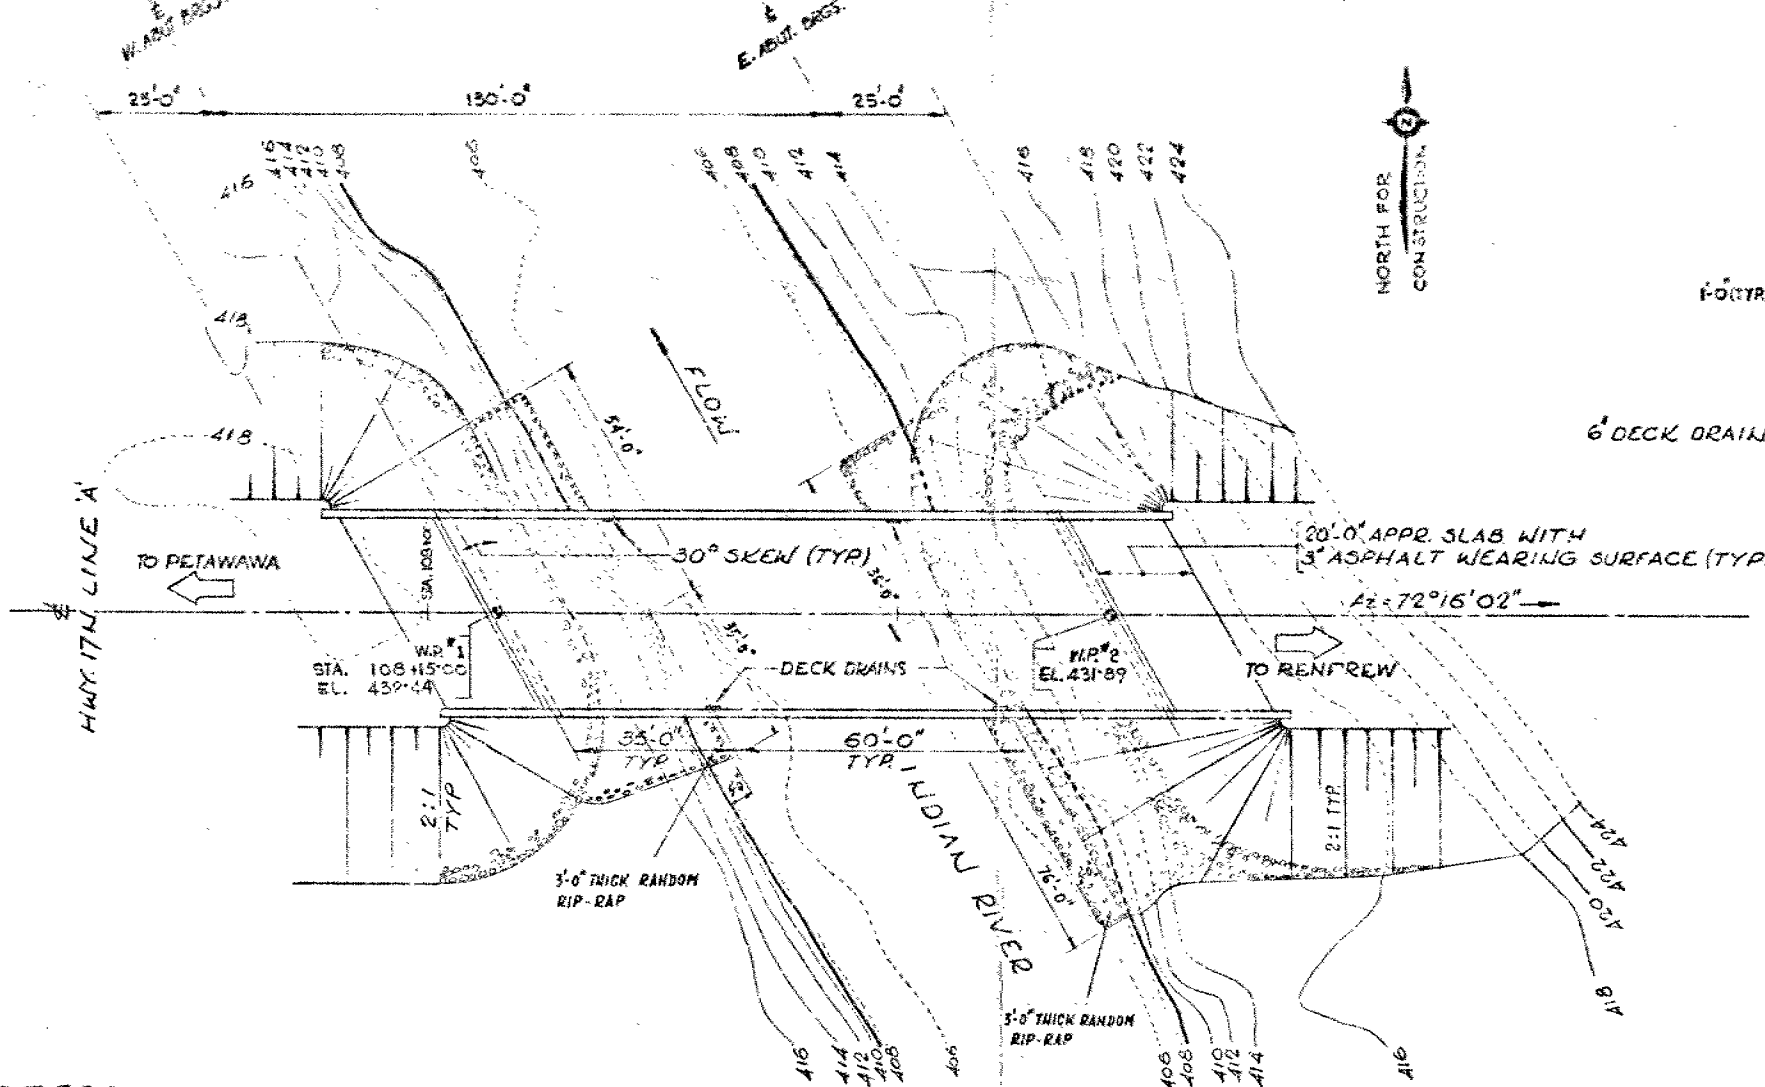 W. ABUT. BRGS.
E. ABUT. BRGS.
25'-0"
130'-0"
25'-0"
416
416
414
412
410
408
406
406
408
410
412
414
416
418
420
422
424
NORTH FOR
CONSTRUCTION
418
FLOW
54'-0"
418
6" DECK DRAIN
HWY. 17N LINE 'A'
TO PETAWAWA
30° SKEW (TYP)
36'-0"
20'-0" APPR. SLAB WITH
3" ASPHALT WEARING SURFACE (TYP.
Az = 72°16'02"
W.P. #1
STA. 108+15.00
EL.
DECK DRAINS
W.P. #2
EL. 431.89
TO RENFREW
35'-0"
TYP.
60'-0"
TYP.
2:1
TYP
INDIAN RIVER
76'-0"
2:1 TYP.
3'-0" THICK RANDOM
RIP-RAP
3'-0" THICK RANDOM
RIP-RAP
424
422
420
418
416
414
412
410
408
406
406
408
410
412
414
416